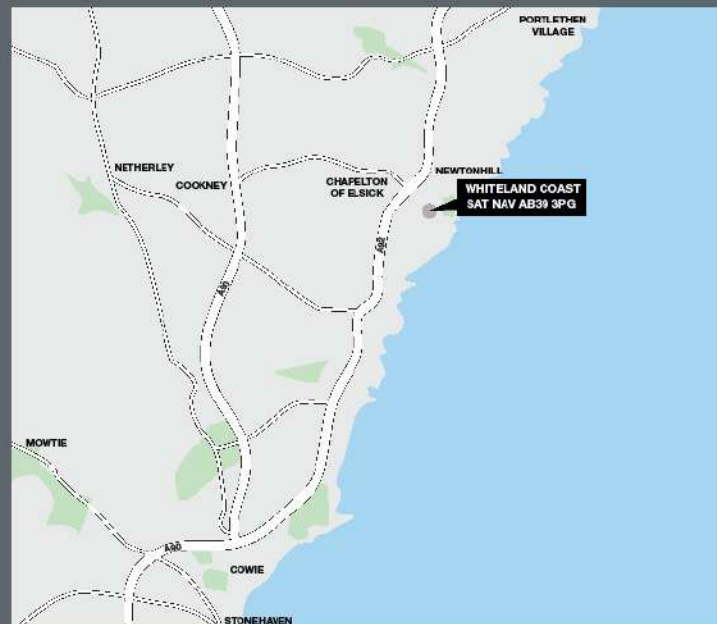 PORTLETHEN
VILLAGE
NETHERLEY
COOKNEY
CHAPELTON
OF ELSICK
NEWTONHILL
WHITELAND COAST
SAT NAV AB39 3PG
A92
A90
MOWTIE
A90
COWIE
STONEHAVEN